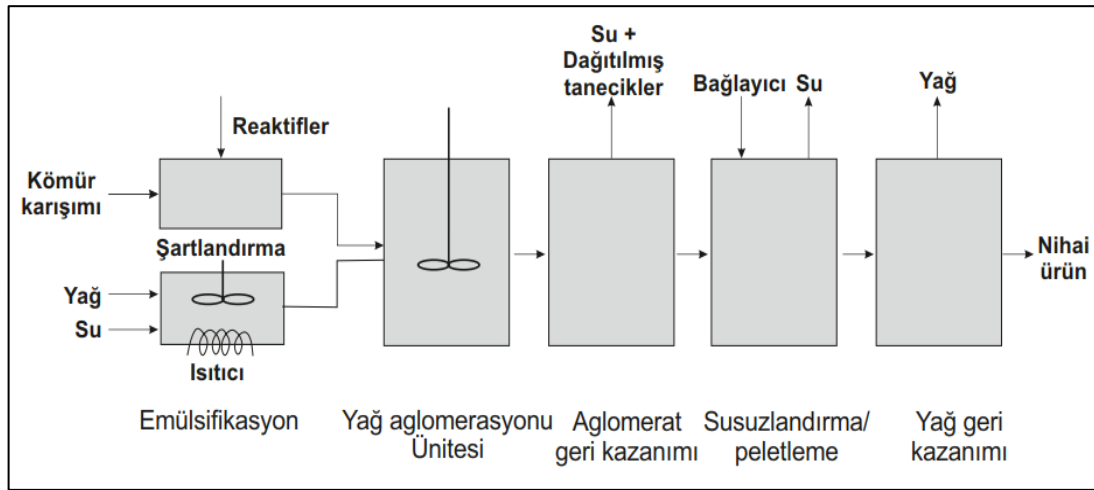 Su +
Dağıtılmış
tanecikler
Bağlayıcı
Su
Yağ
Reaktifler
Kömür
karışımı
Şartlandırma
Yağ
Su
Isıtıcı
Nihai
ürün
Emülsifikasyon
Yağ aglomerasyonu
Ünitesi
Aglomerat
geri kazanımı
Susuzlandırma/
peletleme
Yağ geri
kazanımı